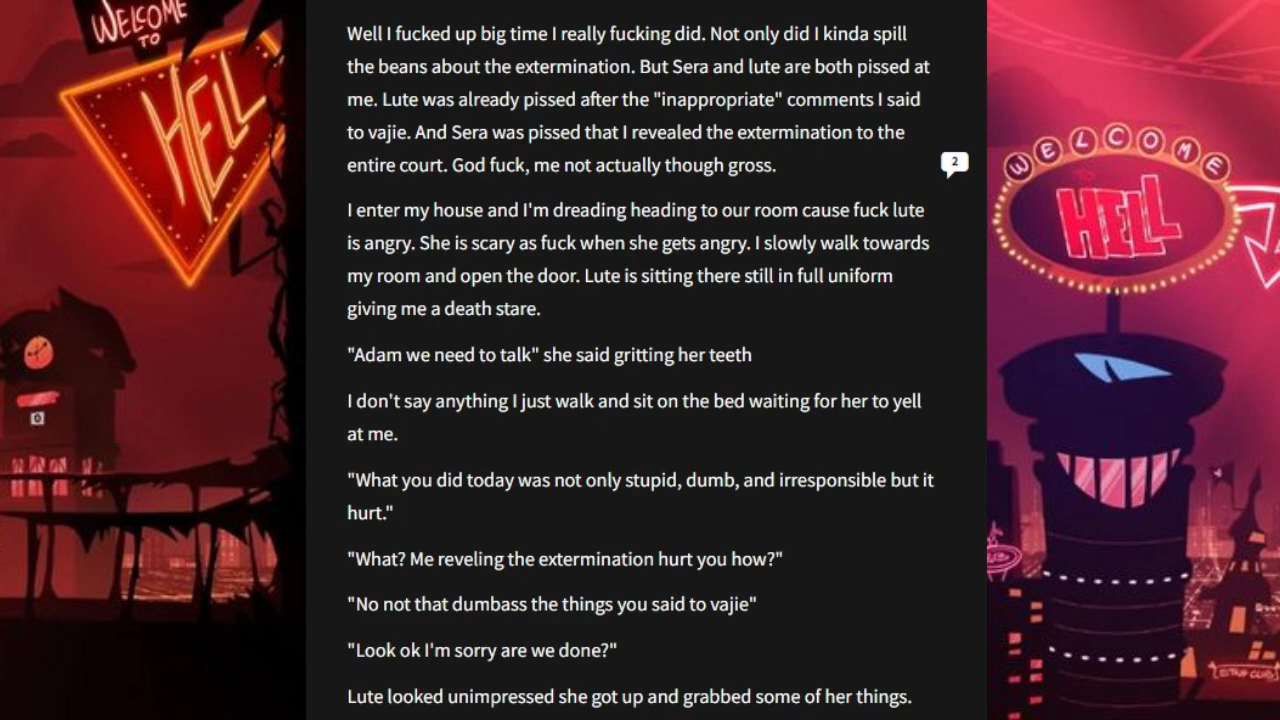 WELCOME
TO
HELL
Well I fucked up big time I really fucking did. Not only did I kinda spill
the beans about the extermination. But Sera and lute are both pissed at
me. Lute was already pissed after the "inappropriate" comments I said
to vajie. And Sera was pissed that I revealed the extermination to the
entire court. God fuck, me not actually though gross.
2
I enter my house and I'm dreading heading to our room cause fuck lute
is angry. She is scary as fuck when she gets angry. I slowly walk towards
my room and open the door. Lute is sitting there still in full uniform
giving me a death stare.
"Adam we need to talk" she said gritting her teeth
I don't say anything I just walk and sit on the bed waiting for her to yell
at me.
"What you did today was not only stupid, dumb, and irresponsible but it
hurt."
"What? Me reveling the extermination hurt you how?"
"No not that dumbass the things you said to vajie"
"Look ok I'm sorry are we done?"
Lute looked unimpressed she got up and grabbed some of her things.
WELCOME
TO
HELL